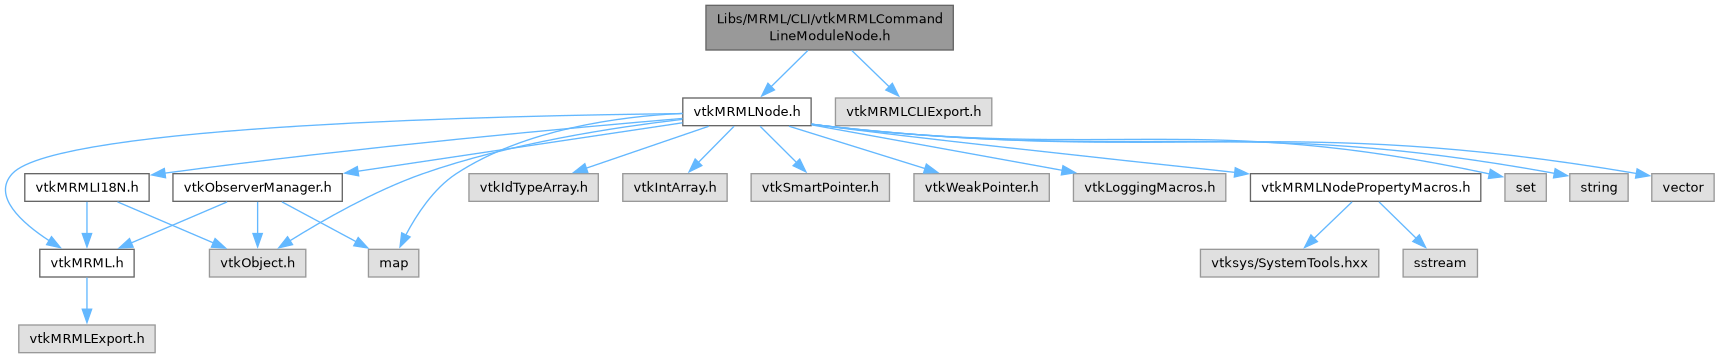 Libs/MRML/CLI/vtkMRMLCommand
LineModuleNode.h
vtkMRMLNode.h
vtkMRMLCLIExport.h
vtkMRMLI18N.h
vtkObserverManager.h
vtkIdTypeArray.h
vtkIntArray.h
vtkSmartPointer.h
vtkWeakPointer.h
vtkLoggingMacros.h
vtkMRMLNodePropertyMacros.h
set
string
vector
vtkMRML.h
vtkObject.h
map
vtksys/SystemTools.hxx
sstream
vtkMRMLExport.h